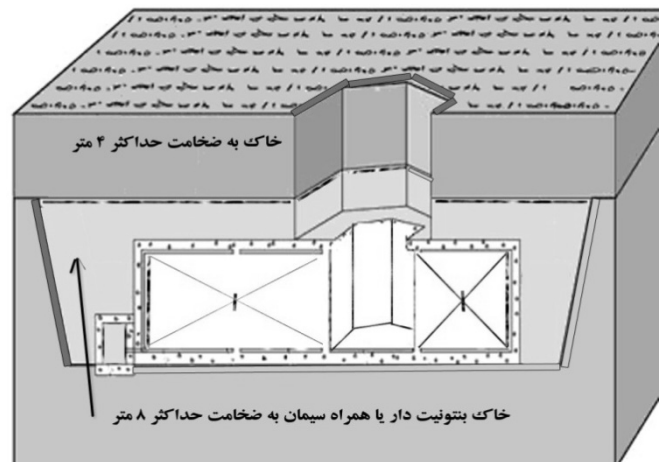 خاک به ضخامت حداکثر ۴ متر
خاک بنتونیت دار یا همراه سیمان به ضخامت حداکثر ۸ متر